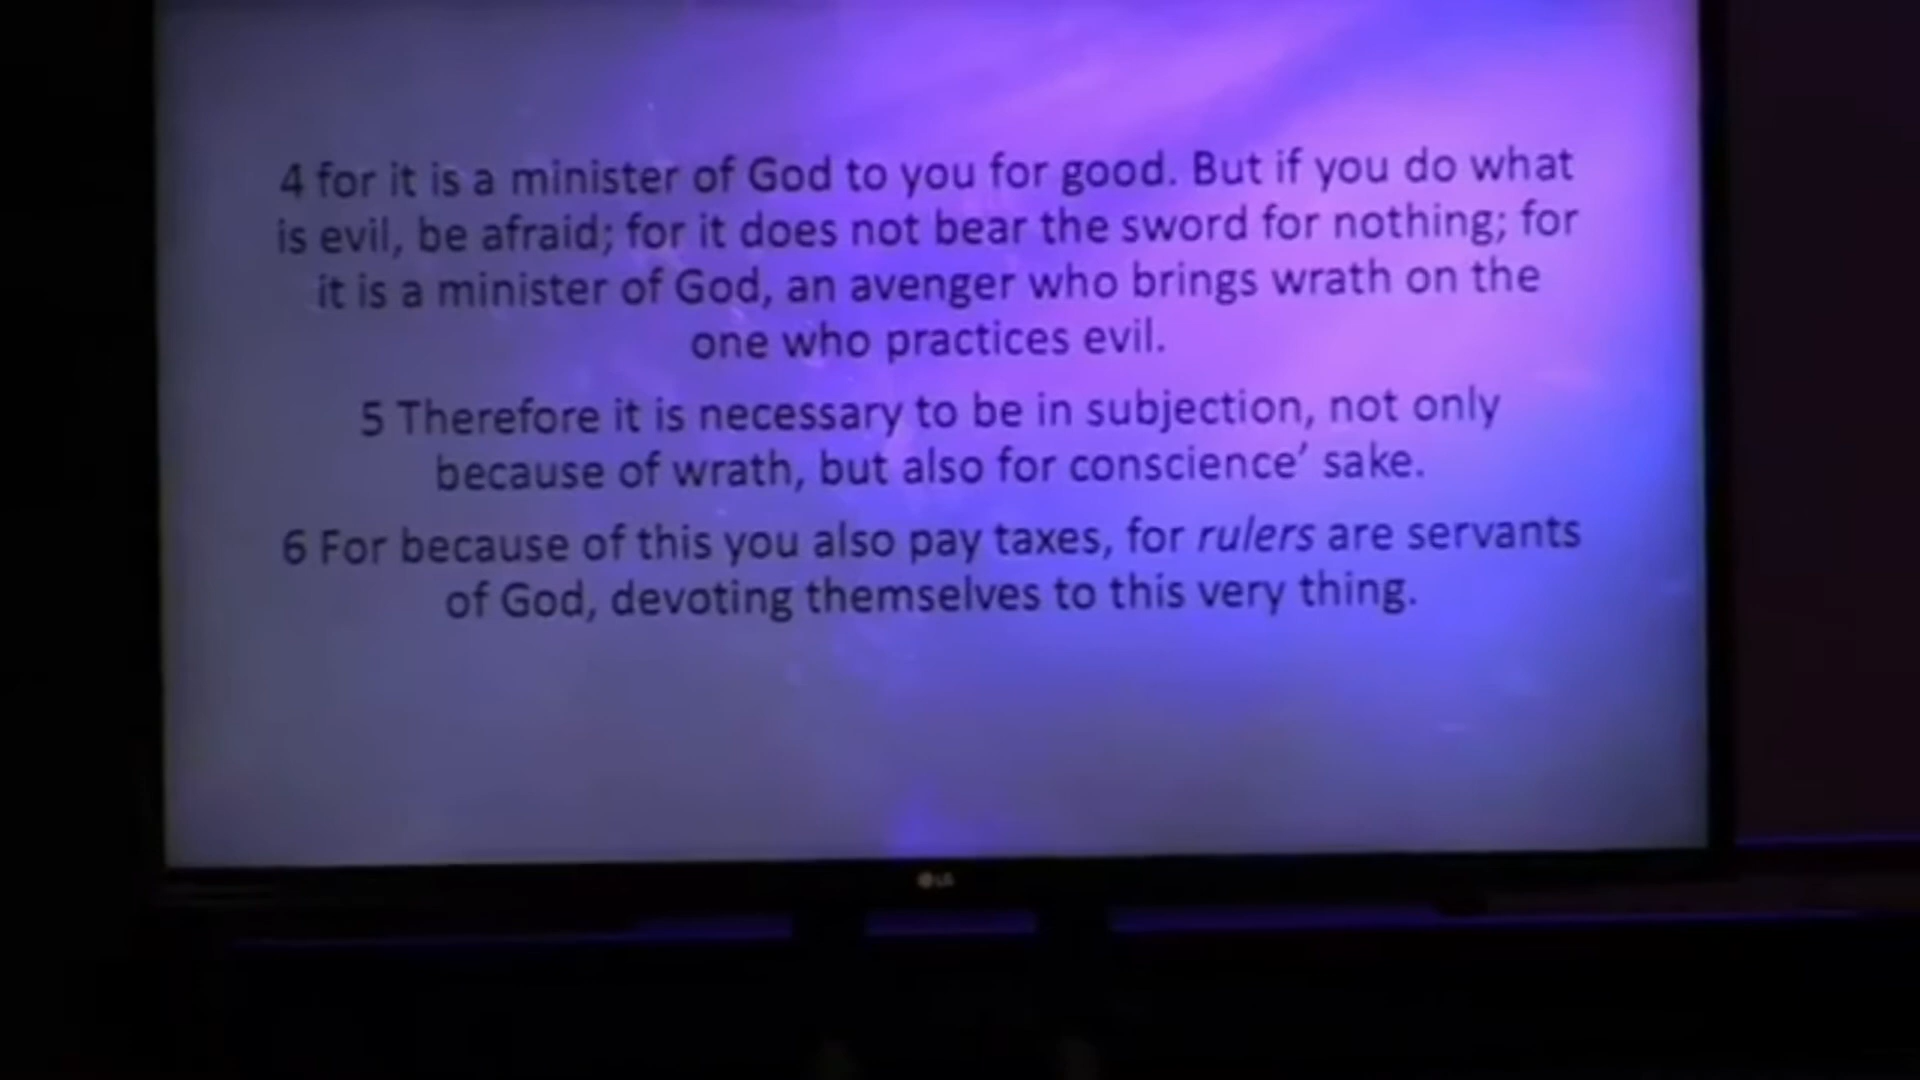 4 for it is a minister of God to you for good. But if you do what
is evil, be afraid; for it does not bear the sword for nothing; for
it is a minister of God, an avenger who brings wrath on the
one who practices evil.
5 Therefore it is necessary to be in subjection, not only
because of wrath, but also for conscience’ sake.
6 For because of this you also pay taxes, for rulers are servants
of God, devoting themselves to this very thing.
LG